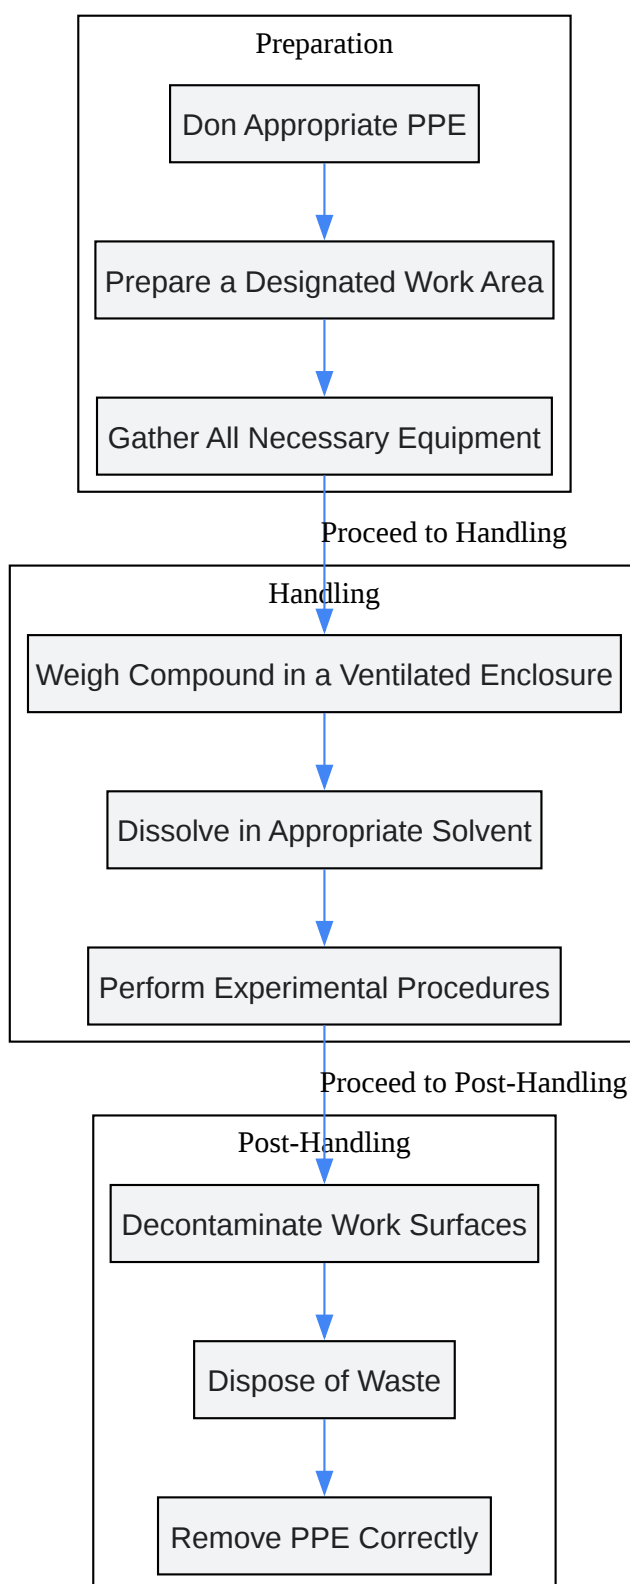 Preparation
Don Appropriate PPE
Prepare a Designated Work Area
Gather All Necessary Equipment
Proceed to Handling
Handling
Weigh Compound in a Ventilated Enclosure
Dissolve in Appropriate Solvent
Perform Experimental Procedures
Proceed to Post-Handling
Post-Handling
Decontaminate Work Surfaces
Dispose of Waste
Remove PPE Correctly